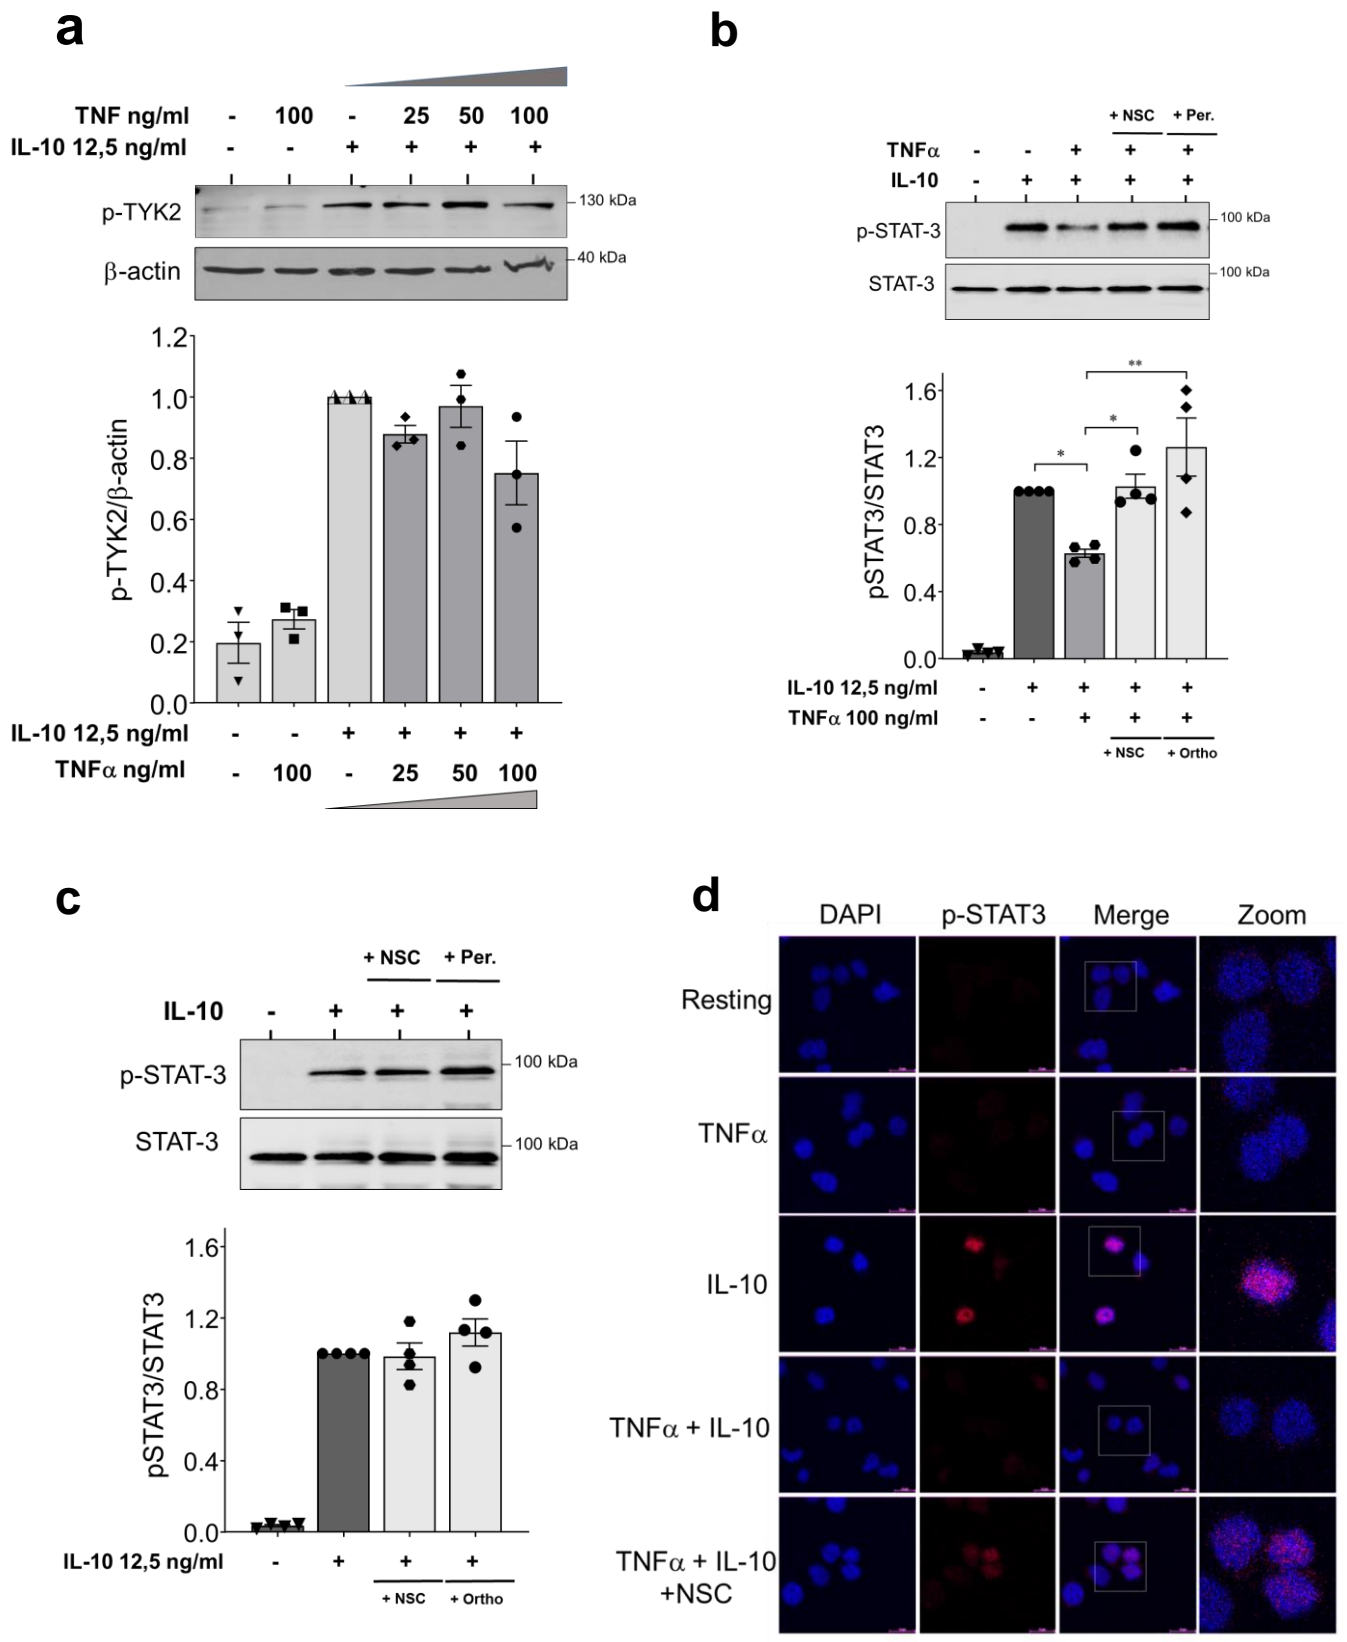 a
TNF ng/ml - 100 - 25 50 100
IL-10 12,5 ng/ml - - + + + +
p-TYK2
130 kDa
β-actin
40 kDa
p-TYK2/β-actin
1.2
1.0
0.8
0.6
0.4
0.2
0.0
IL-10 12,5 ng/ml - - + + + +
TNFα ng/ml - 100 - 25 50 100
b
+ NSC + Per.
TNFα - - + + +
IL-10 - + + + +
p-STAT-3
100 kDa
STAT-3
100 kDa
pSTAT3/STAT3
1.6
1.2
0.8
0.4
0.0
**
*
*
IL-10 12,5 ng/ml - + + + +
TNFα 100 ng/ml - - + + +
+ NSC + Ortho
c
+ NSC + Per.
IL-10 - + + +
p-STAT-3
100 kDa
STAT-3
100 kDa
pSTAT3/STAT3
1.6
1.2
0.8
0.4
0.0
IL-10 12,5 ng/ml - + + +
+ NSC + Ortho
d
DAPI p-STAT3 Merge Zoom
Resting
TNFα
IL-10
TNFα + IL-10
TNFα + IL-10
+NSC